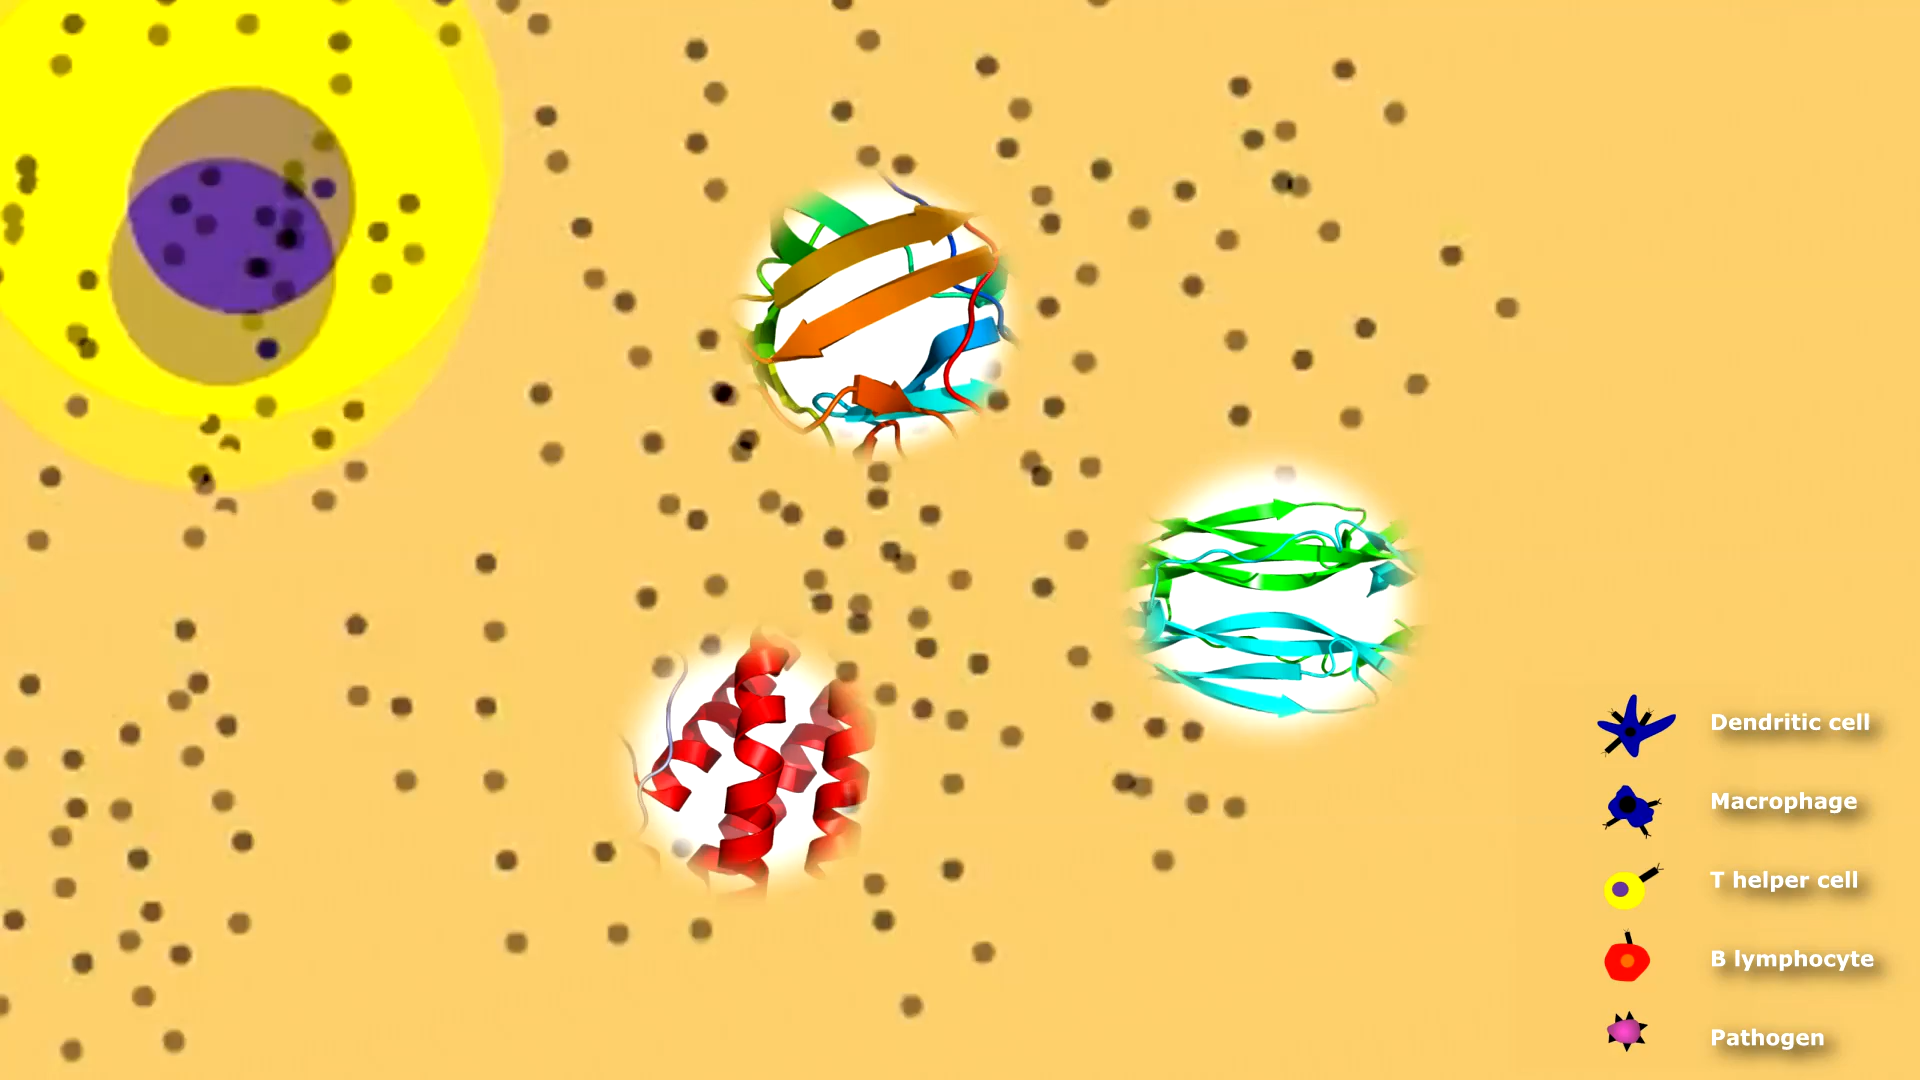 Dendritic cell
Macrophage
T helper cell
B lymphocyte
Pathogen